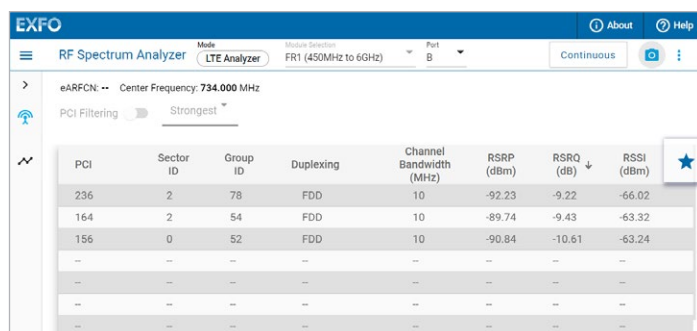 EXFO
About
Help
RF Spectrum Analyzer
Mode
LTE Analyzer
Module Selection
FR1 (450MHz to 6GHz)
Port
B
Continuous
eARFCN: -- Center Frequency: 734.000 MHz
PCI Filtering
Strongest
PCI Sector ID Group ID Duplexing Channel Bandwidth (MHz) RSRP (dBm) RSRQ (dB) ↓ RSSI (dBm)
236 2 78 FDD 10 -92.23 -9.22 -66.02
164 2 54 FDD 10 -89.74 -9.43 -63.32
156 0 52 FDD 10 -90.84 -10.61 -63.24
-- -- -- -- -- -- -- --
-- -- -- -- -- -- -- --
-- -- -- -- -- -- -- --
-- -- -- -- -- -- -- --